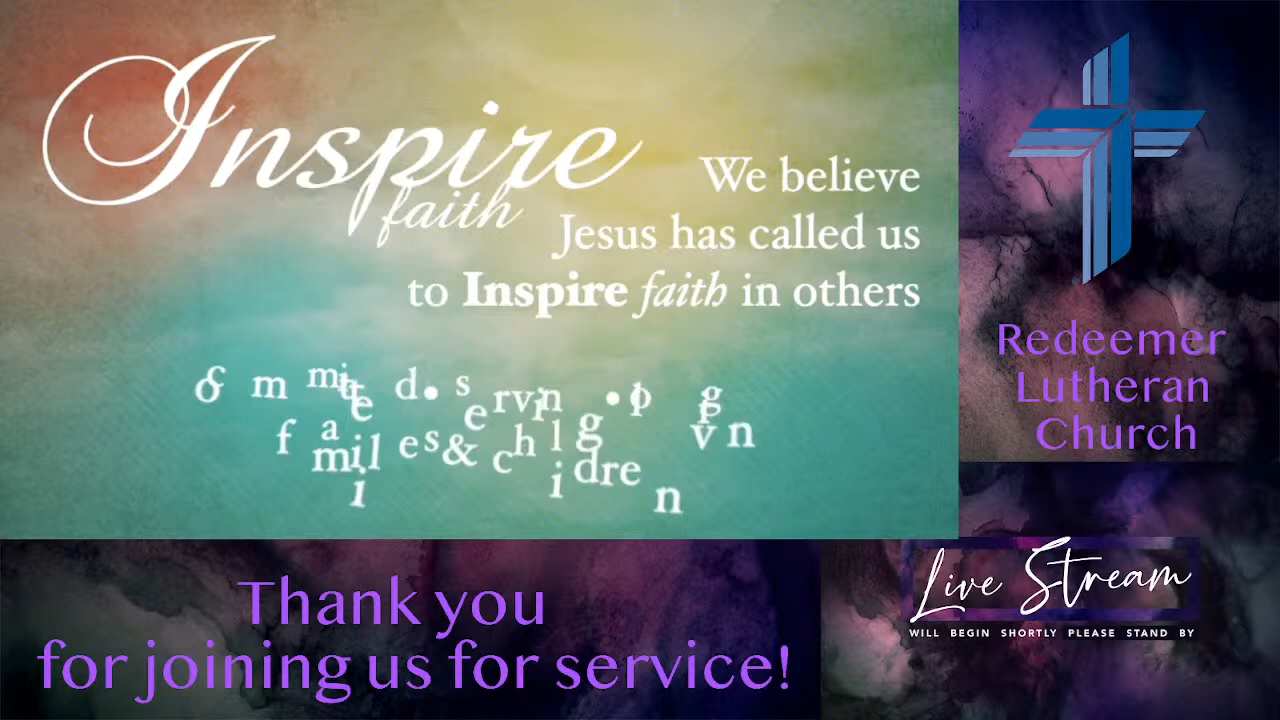 Inspire
faith
We believe
Jesus has called us
to Inspire faith in others
Redeemer
Lutheran
Church
Live Stream
WILL BEGIN SHORTLY PLEASE STAND BY
Thank you
for joining us for service!